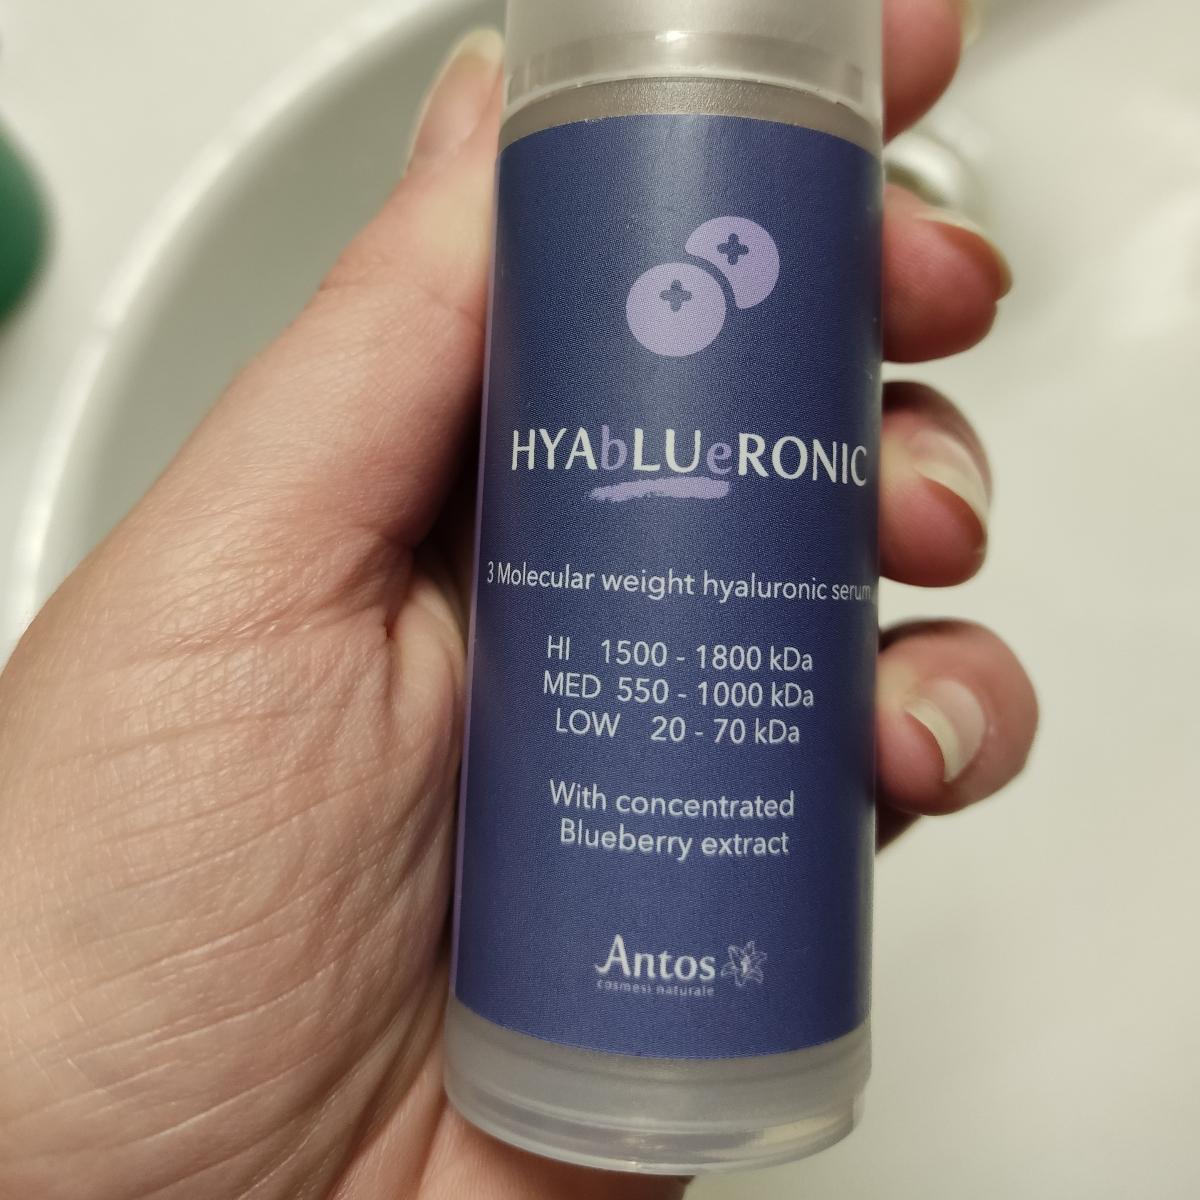 HYAbLUeRONIC
3 Molecular weight hyaluronic serum
HI 1500 - 1800 kDa
MED 550 - 1000 kDa
LOW 20 - 70 kDa
With concentrated
Blueberry extract
Antos
cosmesi naturale